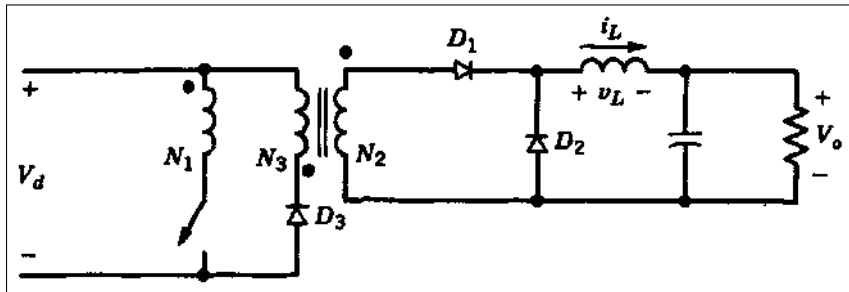 i_L
D_1
+ v_L -
+
V_d
-
N_1
N_3
N_2
D_3
D_2
+
V_o
-